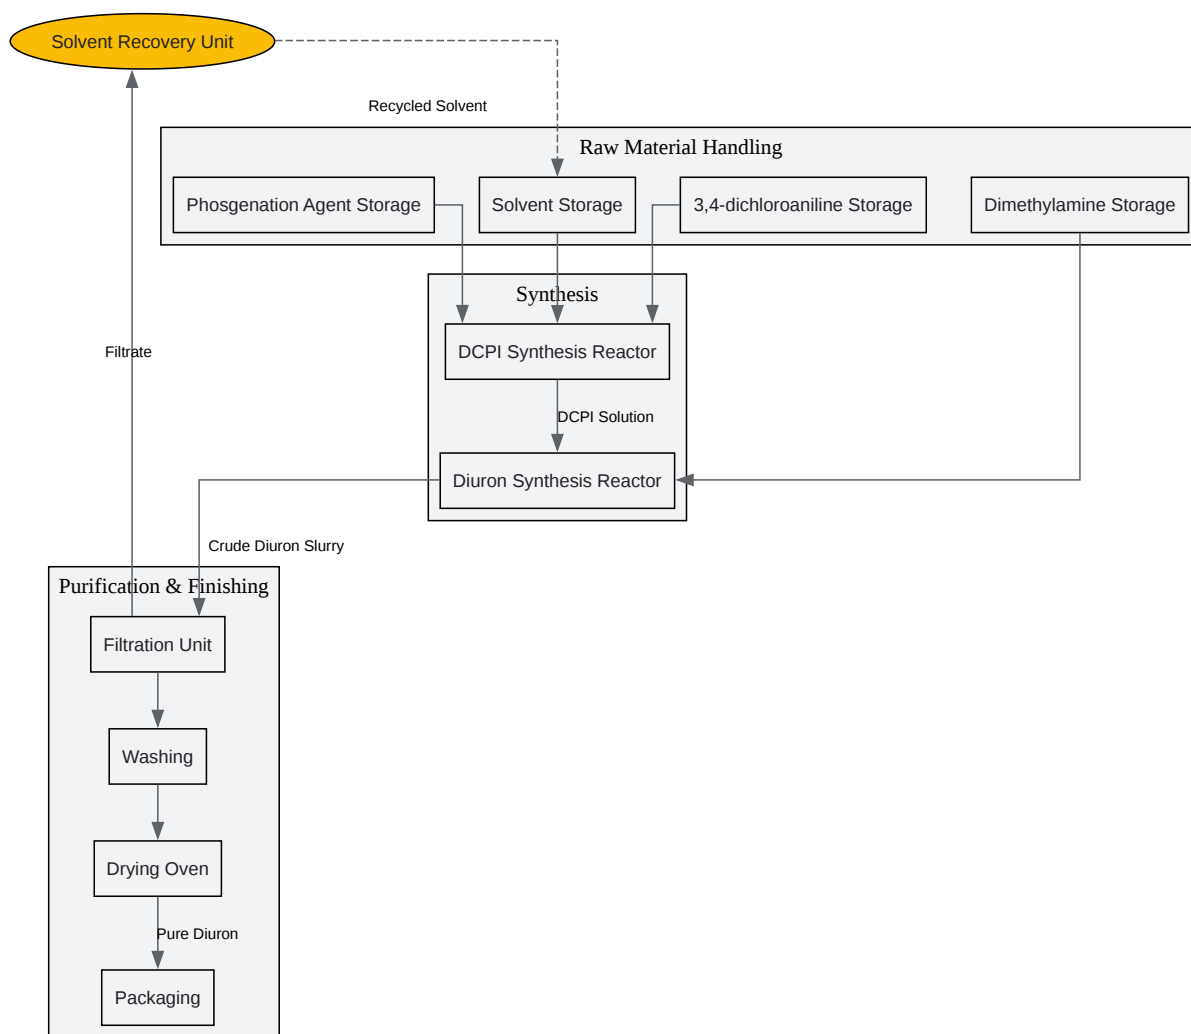 Solvent Recovery Unit
Recycled Solvent
Raw Material Handling
Phosgenation Agent Storage
Solvent Storage
3,4-dichloroaniline Storage
Dimethylamine Storage
Synthesis
DCPI Synthesis Reactor
Filtrate
DCPI Solution
Diuron Synthesis Reactor
Crude Diuron Slurry
Purification & Finishing
Filtration Unit
Washing
Drying Oven
Pure Diuron
Packaging